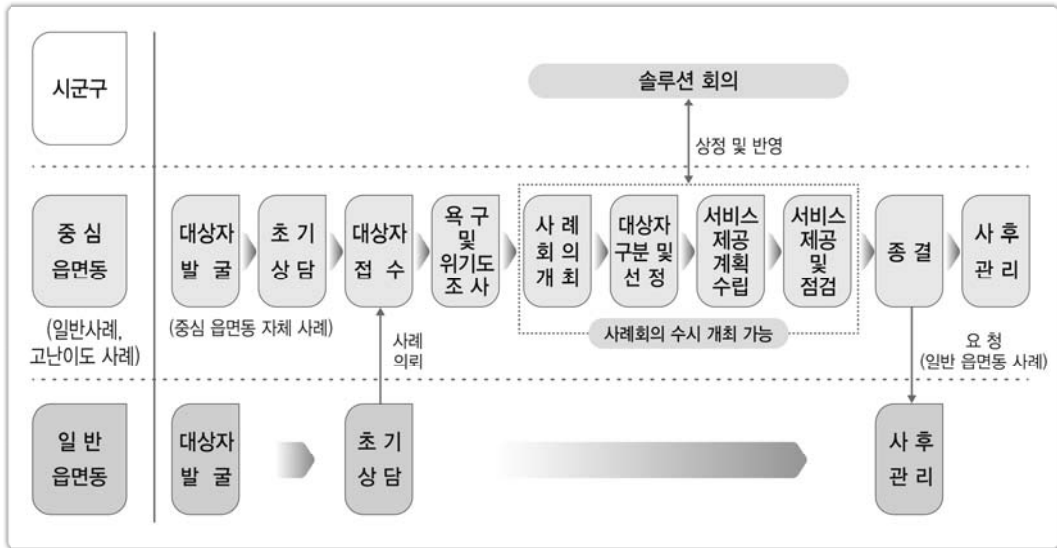 시군구
솔루션 회의
상정 및 반영
중 심
읍면동
(일반사례,
고난이도 사례)
대상자
발 굴
초 기
상 담
(중심 읍면동 자체 사례)
대상자
접 수
욕 구
및
위기도
조 사
사 례
회 의
개 최
대상자
구분 및
선 정
서비스
제공
계획
수립
서비스
제공
및
점검
사례회의 수시 개최 가능
종 결
사 후
관 리
사례
의뢰
요 청
(일반 읍면동 사례)
일 반
읍면동
대상자
발 굴
초 기
상 담
사 후
관 리